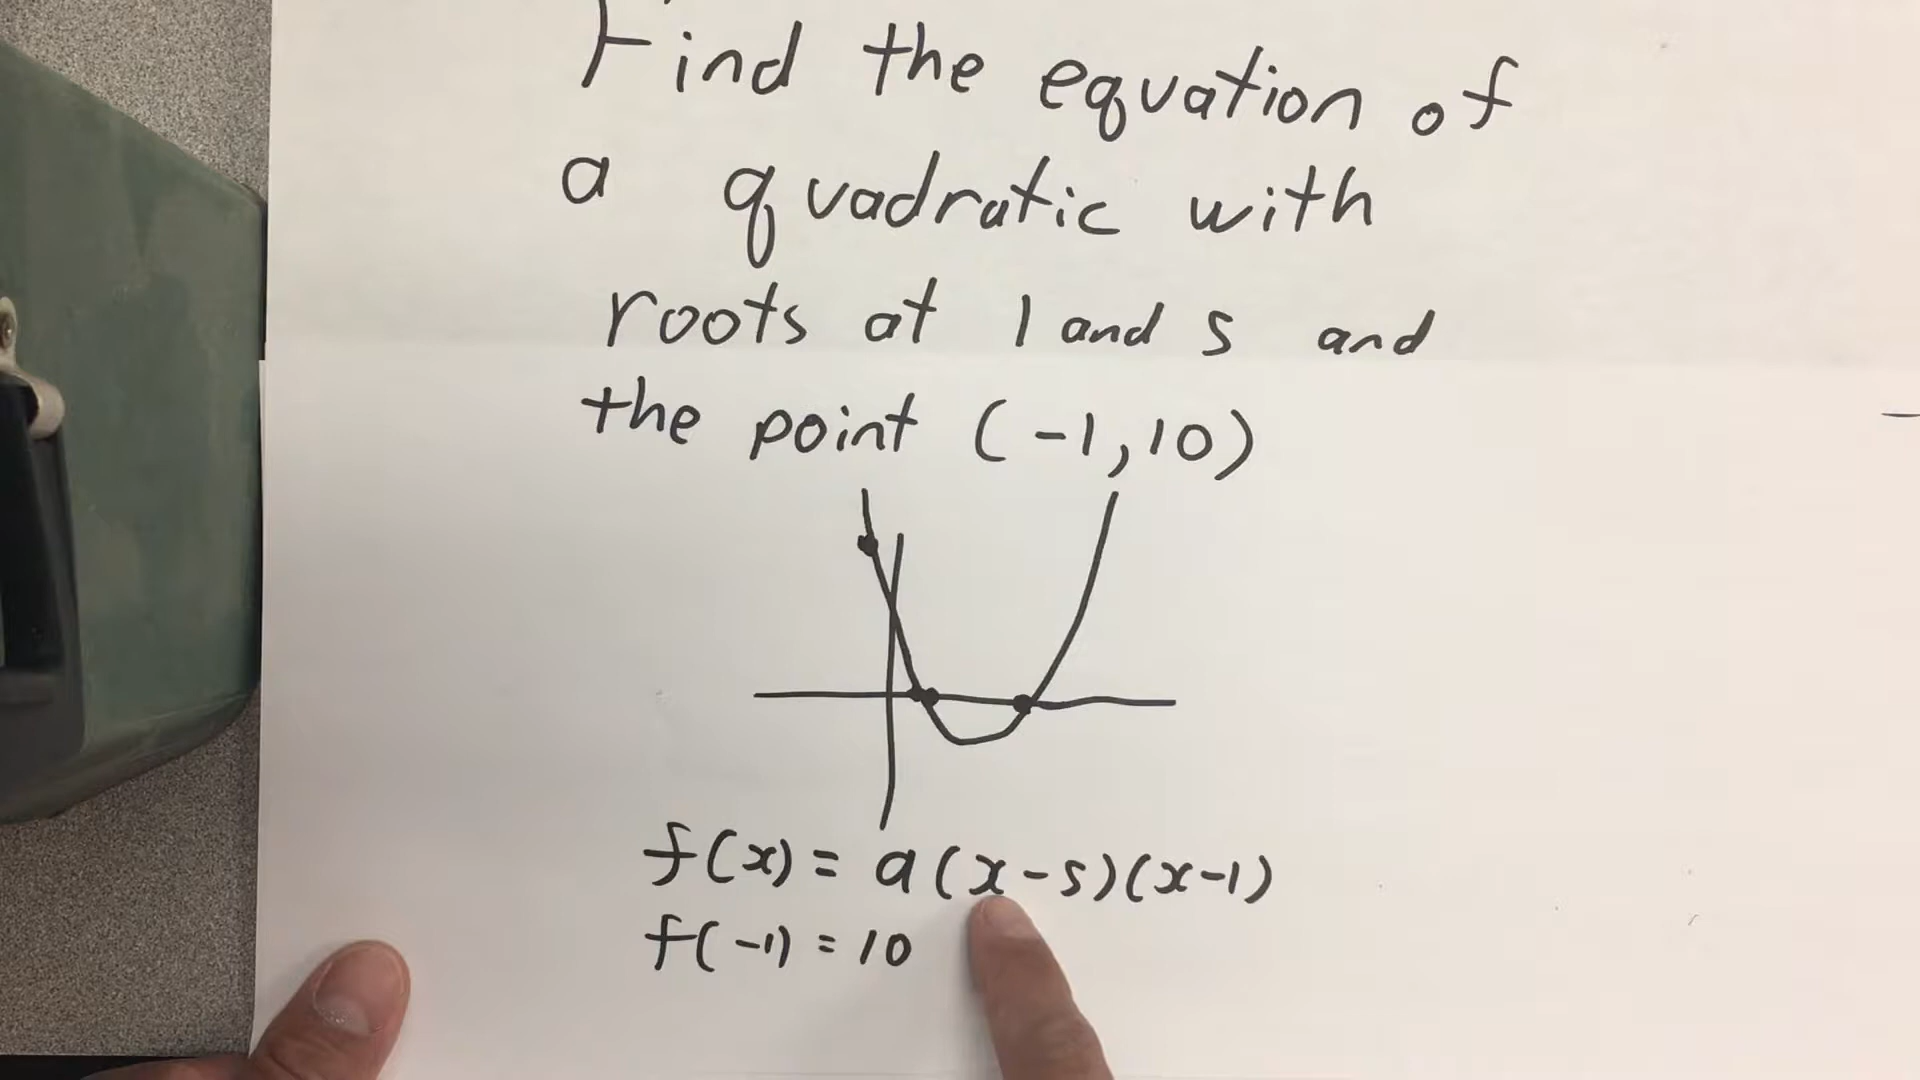 Find the equation of
a quadratic with
roots at 1 and 5 and
the point (-1,10)
f(x) = a(x-5)(x-1)
f(-1) = 10